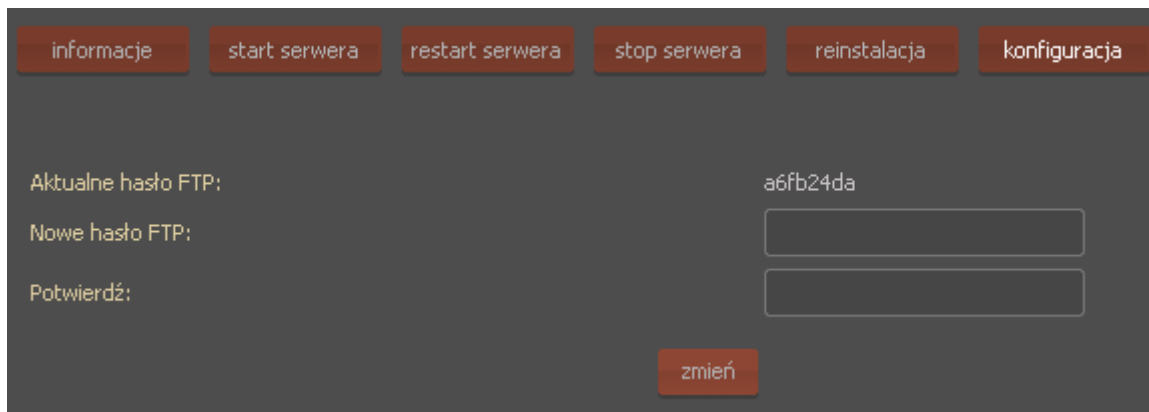 informacje start serwera restart serwera stop serwera reinstalacja konfiguracja
Aktualne hasło FTP: a6fb24da
Nowe hasło FTP:
Potwierdź:
zmień